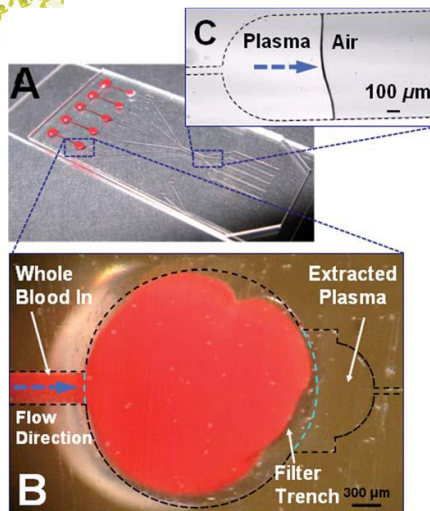 A
C
Plasma
Air
100 µm
Whole
Blood In
Extracted
Plasma
Flow
Direction
Filter
Trench
B
300 µm